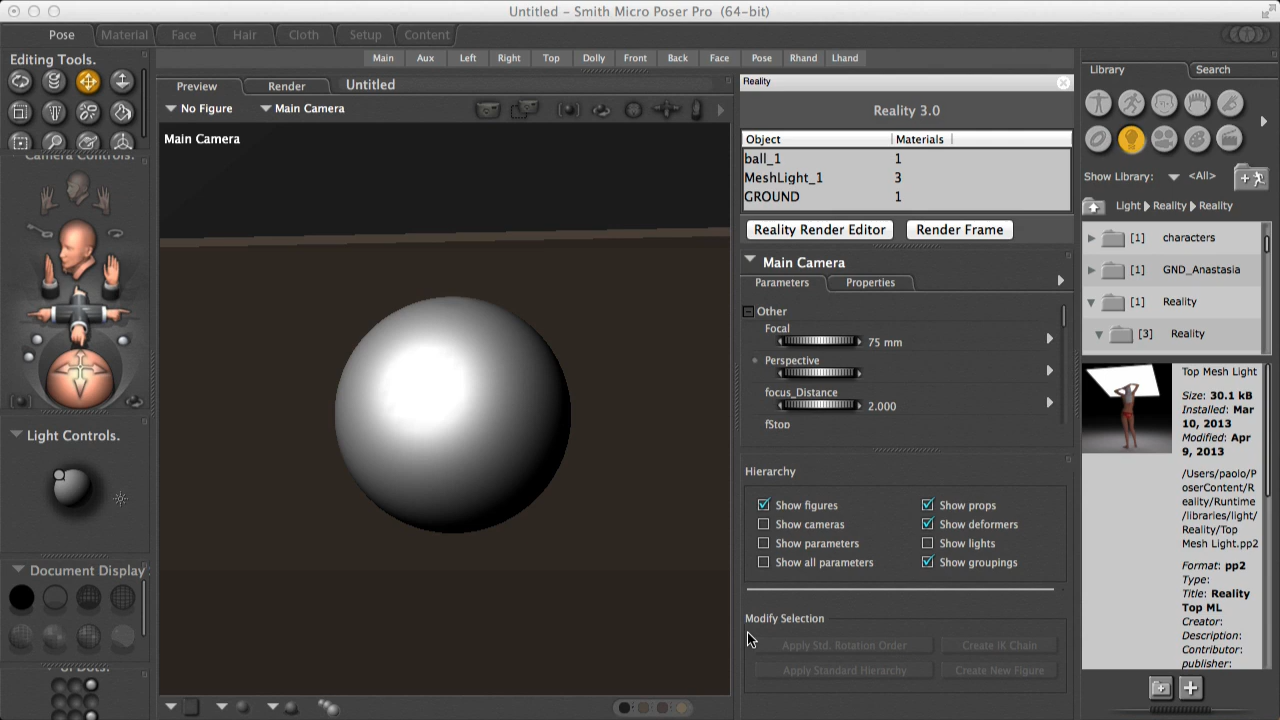 Untitled – Smith Micro Poser Pro (64-bit)
Pose
Material
Face
Hair
Cloth
Setup
Content
Editing Tools.
Camera Controls.
Light Controls.
Document Display
UI Dots.
Main
Aux
Left
Right
Top
Dolly
Front
Back
Face
Pose
Rhand
Lhand
Preview
Render
Untitled
No Figure
Main Camera
Main Camera
Reality
Reality 3.0
Object Materials
ball_1 1
MeshLight_1 3
GROUND 1
Reality Render Editor
Render Frame
Main Camera
Parameters
Properties
Other
Focal
75 mm
Perspective
focus_Distance
2.000
fStop
Hierarchy
Show figures
Show props
Show cameras
Show deformers
Show parameters
Show lights
Show all parameters
Show groupings
Modify Selection
Apply Std. Rotation Order
Create IK Chain
Apply Standard Hierarchy
Create New Figure
Library
Search
Show Library:
<All>
Light Reality Reality
[1] characters
[1] GND_Anastasia
[1] Reality
[3] Reality
Top Mesh Light
Size: 30.1 kB
Installed: Mar
10, 2013
Modified: Apr
9, 2013
/Users/paolo/P
oserContent/R
eality/Runtime
/libraries/light/
Reality/Top
Mesh Light.pp2
Format: pp2
Type:
Title: Reality
Top ML
Creator:
Description:
Contributor:
publisher: